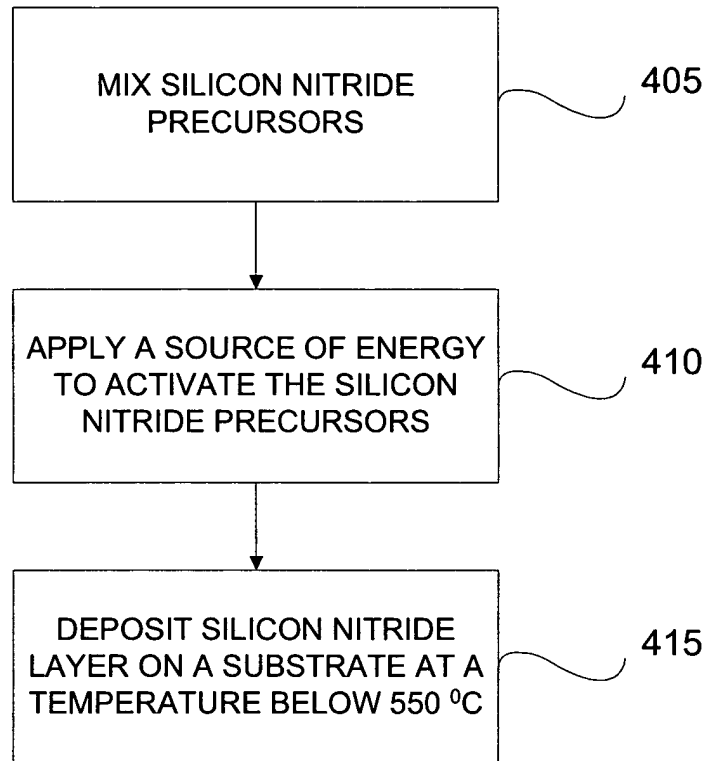 MIX SILICON NITRIDE
PRECURSORS
405
APPLY A SOURCE OF ENERGY
TO ACTIVATE THE SILICON
NITRIDE PRECURSORS
410
DEPOSIT SILICON NITRIDE
LAYER ON A SUBSTRATE AT A
TEMPERATURE BELOW 550 ⁰C
415